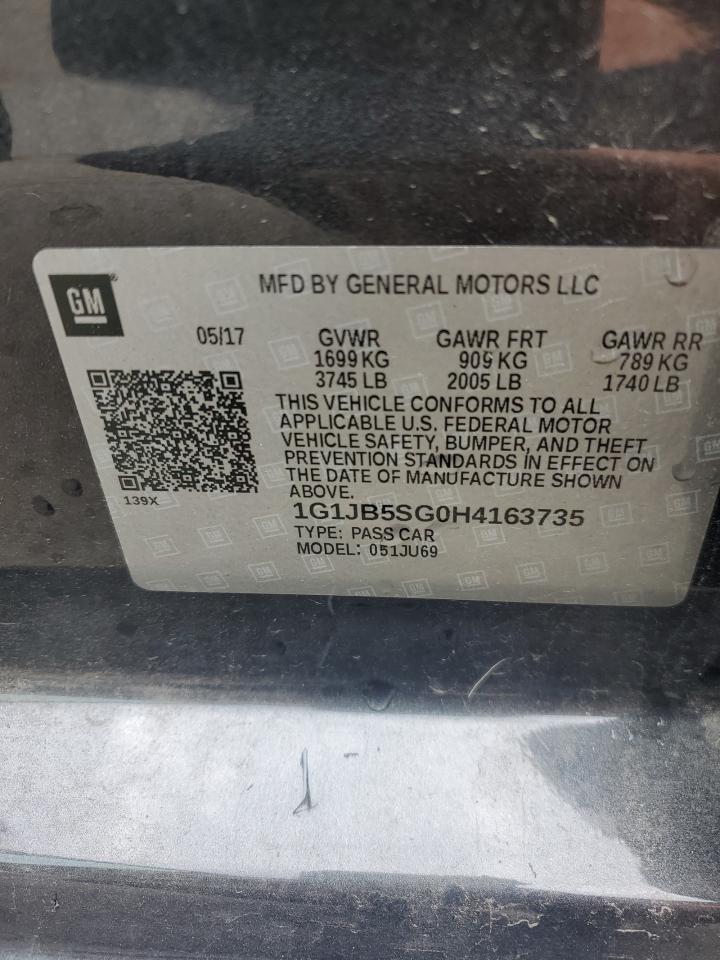 GM®
MFD BY GENERAL MOTORS LLC
05/17 GVWR GAWR FRT GAWR RR
1699 KG 909 KG 789 KG
3745 LB 2005 LB 1740 LB
THIS VEHICLE CONFORMS TO ALL
APPLICABLE U.S. FEDERAL MOTOR
VEHICLE SAFETY, BUMPER, AND THEFT
PREVENTION STANDARDS IN EFFECT ON
THE DATE OF MANUFACTURE SHOWN
ABOVE.
139X
1G1JB5SG0H4163735
TYPE: PASS CAR
MODEL: 051JU69